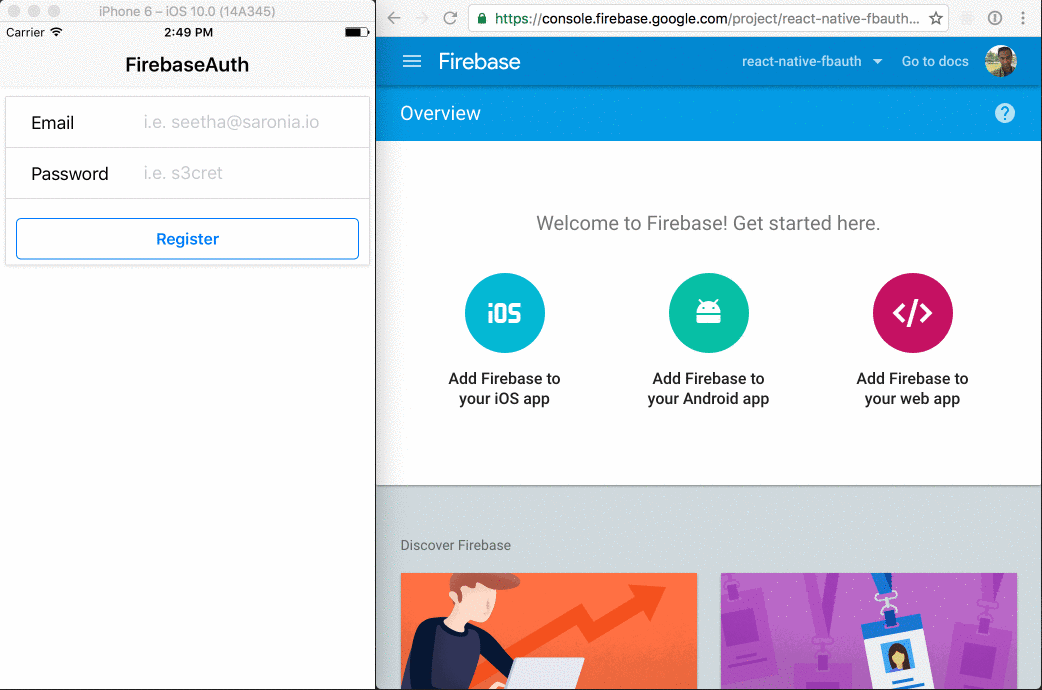 iPhone 6 – iOS 10.0 (14A345)
Carrier 2:49 PM
FirebaseAuth
Email i.e. seetha@saronia.io
Password i.e. s3cret
Register
https://console.firebase.google.com/project/react-native-fbauth...
Firebase react-native-fbauth Go to docs
Overview ?
Welcome to Firebase! Get started here.
iOS </>
Add Firebase to
your iOS app
Add Firebase to
your Android app
Add Firebase to
your web app
Discover Firebase